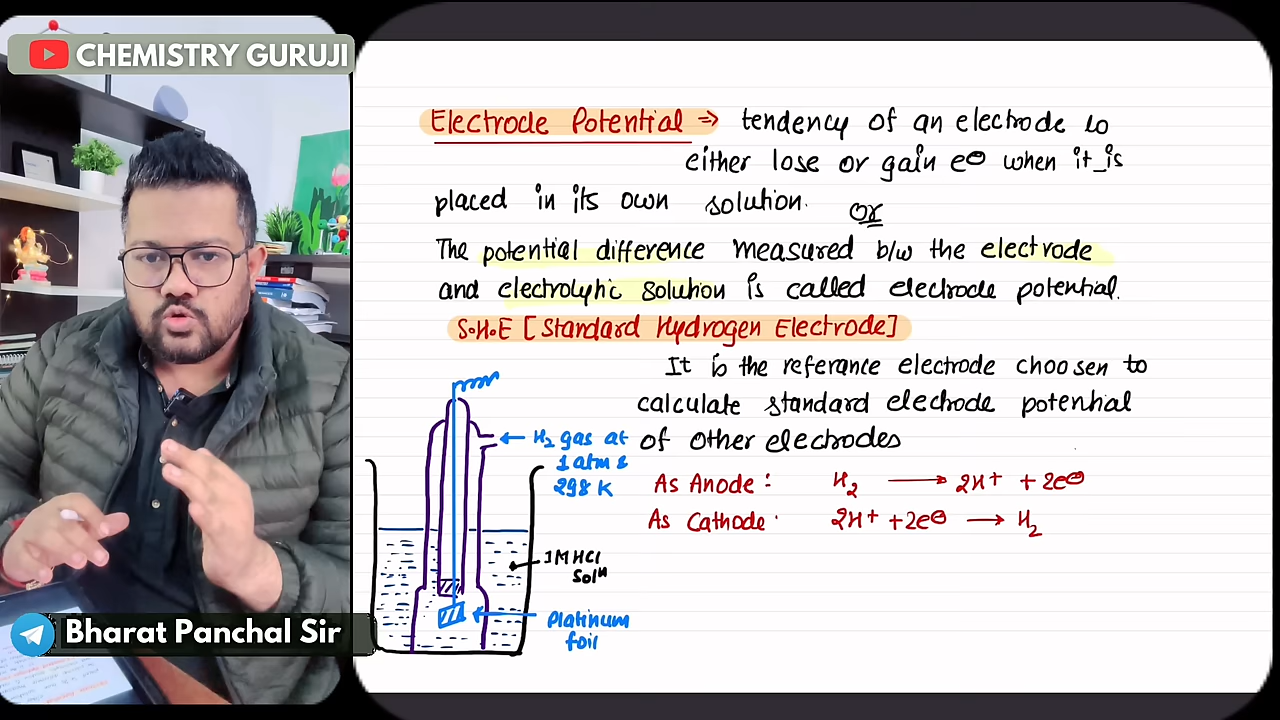 CHEMISTRY GURUJI
Electrode Potential ⇒ tendency of an electrode to
either lose or gain e⊖ when it is
placed in its own solution. or
The potential difference measured b/w the electrode
and electrolytic solution is called electrode potential.
S.H.E [Standard Hydrogen Electrode]
It is the referance electrode choosen to
calculate standard electrode potential
of other electrodes
As Anode: H₂ ⟶ 2H+ + 2e⊖
As Cathode: 2H+ + 2e⊖ ⟶ H₂
← H₂ gas at
1 atm &
298 K
1M HCl
Solⁿ
Platinum
foil
Bharat Panchal Sir